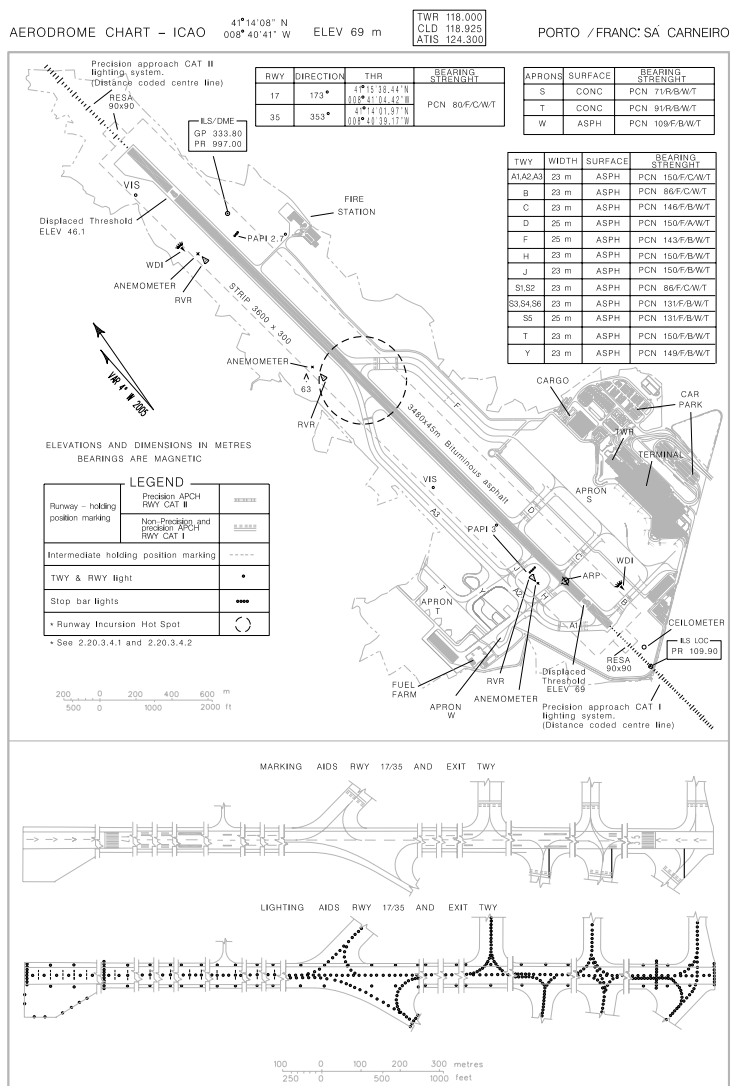 AERODROME CHART - ICAO
41°14'08" N
008°40'41" W
ELEV 69 m
TWR 118.000
CLD 118.925
ATIS 124.300
PORTO /FRANC: SÁ CARNEIRO
Precision approach CAT II
lighting system.
(Distance coded centre line)
RESA
90x90
ILS/DME
GP 333.80
PR 997.00
RWY DIRECTION THR BEARING STRENGHT
17 173° 41°15'38.44"N 008°41'04.42"W PCN 80/F/C/W/T
35 353° 41°14'01.97"N 008°40'39.17"W
APRONS SURFACE BEARING STRENGHT
S CONC PCN 71/R/B/W/T
T CONC PCN 91/R/B/W/T
W ASPH PCN 109/F/B/W/T
TWY WIDTH SURFACE BEARING STRENGHT
A1,A2,A3 23 m ASPH PCN 150/F/C/W/T
B 23 m ASPH PCN 86/F/C/W/T
C 23 m ASPH PCN 146/F/B/W/T
D 25 m ASPH PCN 150/F/A/W/T
F 25 m ASPH PCN 143/F/B/W/T
H 23 m ASPH PCN 150/F/B/W/T
J 23 m ASPH PCN 150/F/B/W/T
S1,S2 23 m ASPH PCN 86/F/C/W/T
S3,S4,S6 23 m ASPH PCN 131/F/B/W/T
S5 25 m ASPH PCN 131/F/B/W/T
T 23 m ASPH PCN 150/F/B/W/T
Y 23 m ASPH PCN 149/F/B/W/T
VIS
Displaced Threshold
ELEV 46.1
FIRE
STATION
PAPI 2.7
WDI
ANEMOMETER
RVR
STRIP 3600 x 300
ANEMOMETER
63
RVR
VAR 4° W 2005
F
3480x45m Bituminous asphalt
CARGO
CAR
PARK
TWR
TERMINAL
APRON
S
ELEVATIONS AND DIMENSIONS IN METRES
BEARINGS ARE MAGNETIC
LEGEND
Runway - holding
position marking
Precision APCH
RWY CAT II
Non-Precision and
precision APCH
RWY CAT I
Intermediate holding position marking
TWY & RWY light
Stop bar lights
* Runway Incursion Hot Spot
* See 2.20.3.4.1 and 2.20.3.4.2
VIS
A3
D
PAPI 3
C
J
WDI
ARP
Y
T
A2
H
B
APRON
T
A1
CEILOMETER
ILS LOC
PR 109.90
RESA
90x90
FUEL
FARM
APRON
W
RVR
ANEMOMETER
Displaced
Threshold
ELEV 69
Precision approach CAT I
lighting system.
(Distance coded centre line)
200 0 200 400 600 m
500 0 1000 2000 ft
MARKING AIDS RWY 17/35 AND EXIT TWY
LIGHTING AIDS RWY 17/35 AND EXIT TWY
100 0 100 200 300 metres
250 0 500 1000 feet